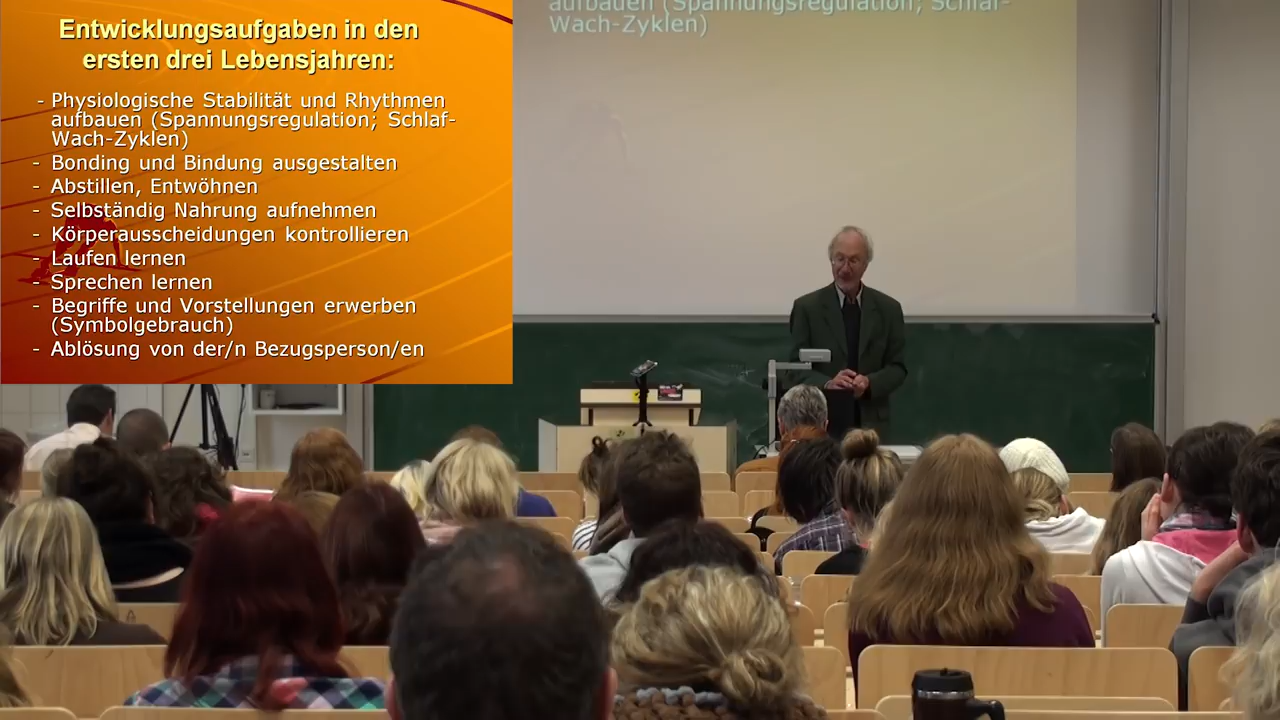 Entwicklungsaufgaben in den
ersten drei Lebensjahren:
- Physiologische Stabilität und Rhythmen
aufbauen (Spannungsregulation; Schlaf-
Wach-Zyklen)
- Bonding und Bindung ausgestalten
- Abstillen, Entwöhnen
- Selbständig Nahrung aufnehmen
- Körperausscheidungen kontrollieren
- Laufen lernen
- Sprechen lernen
- Begriffe und Vorstellungen erwerben
(Symbolgebrauch)
- Ablösung von der/n Bezugsperson/en
aufbauen (Spannungsregulation; Schlaf-
Wach-Zyklen)